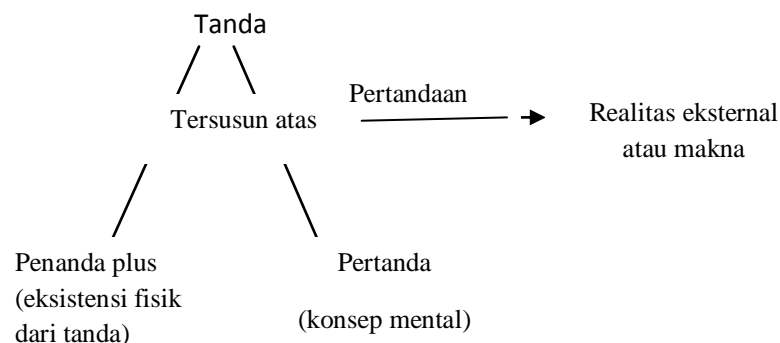 Tanda
Pertandaan
Tersusun atas
Realitas eksternal
atau makna
Penanda plus
(eksistensi fisik
dari tanda)
Pertanda
(konsep mental)